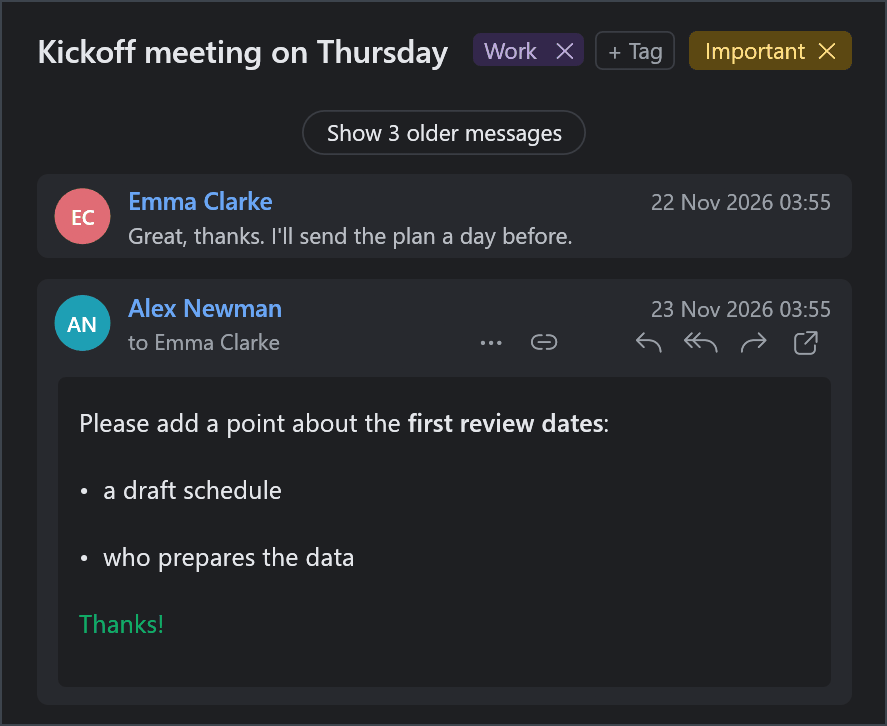 Kickoff meeting on Thursday Work + Tag Important
Show 3 older messages
EC Emma Clarke 22 Nov 2026 03:55
Great, thanks. I'll send the plan a day before.
AN Alex Newman 23 Nov 2026 03:55
to Emma Clarke
Please add a point about the first review dates:
• a draft schedule
• who prepares the data
Thanks!